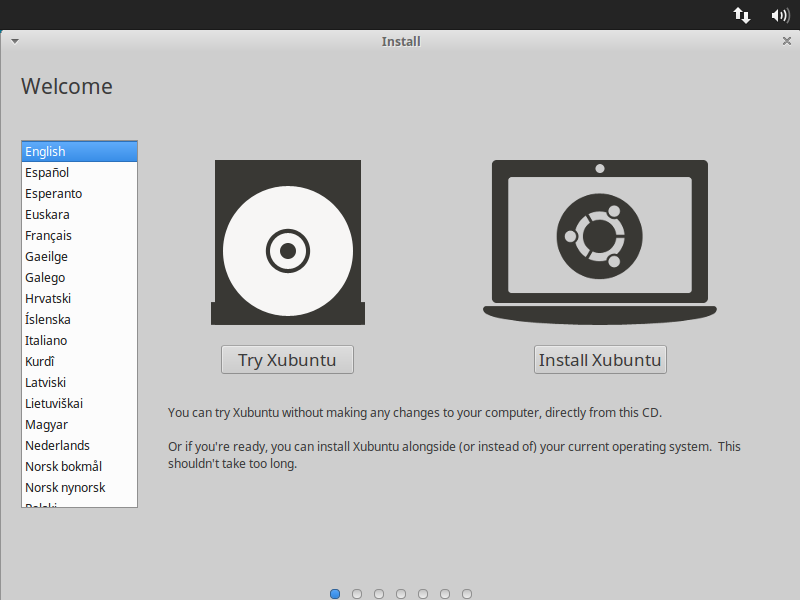 Install
Welcome
English
Español
Esperanto
Euskara
Français
Gaeilge
Galego
Hrvatski
Íslenska
Italiano
Kurdî
Latviski
Lietuviškai
Magyar
Nederlands
Norsk bokmål
Norsk nynorsk
Polski
Try Xubuntu
Install Xubuntu
You can try Xubuntu without making any changes to your computer, directly from this CD.
Or if you're ready, you can install Xubuntu alongside (or instead of) your current operating system.  This
shouldn't take too long.